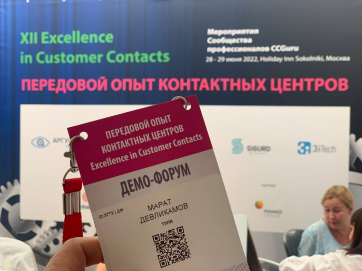 XII Excellence
in Customer Contacts
Мероприятия
Сообщества
профессионалов CCGuru
28 - 29 июня 2022, Holiday Inn Sokolniki, Москва
ПЕРЕДОВОЙ ОПЫТ КОНТАКТНЫХ ЦЕНТРОВ
SIGURD
3iTech
ПЕРЕДОВОЙ ОПЫТ
КОНТАКТНЫХ ЦЕНТРОВ
Excellence in Customer Contacts
ДЕМО-ФОРУМ
МАРАТ
ДЕВЛИКАМОВ